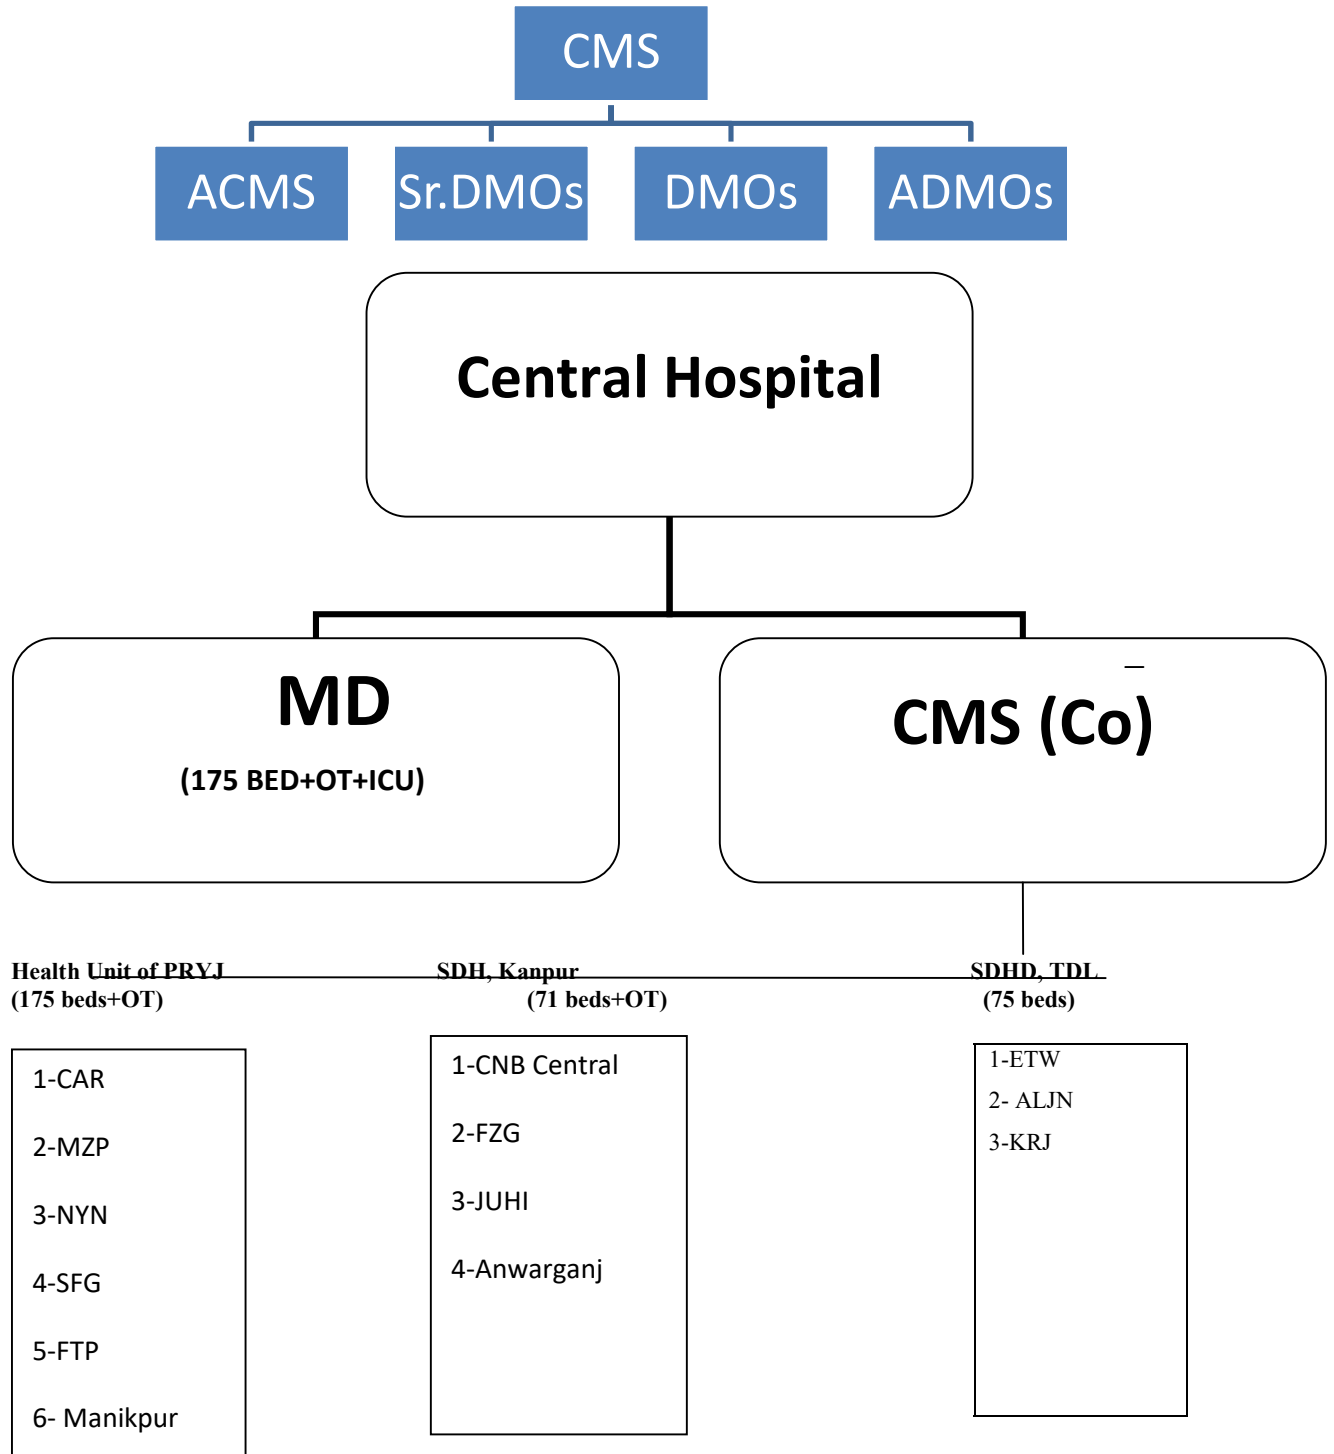 CMS
ACMS
Sr.DMOs
DMOs
ADMOs
Central Hospital
MD
(175 BED+OT+ICU)
CMS (Co)
Health Unit of PRYJ
(175 beds+OT)
SDH, Kanpur
(71 beds+OT)
SDHD, TDL
(75 beds)
1-CAR
2-MZP
3-NYN
4-SFG
5-FTP
6- Manikpur
1-CNB Central
2-FZG
3-JUHI
4-Anwarganj
1-ETW
2- ALJN
3-KRJ